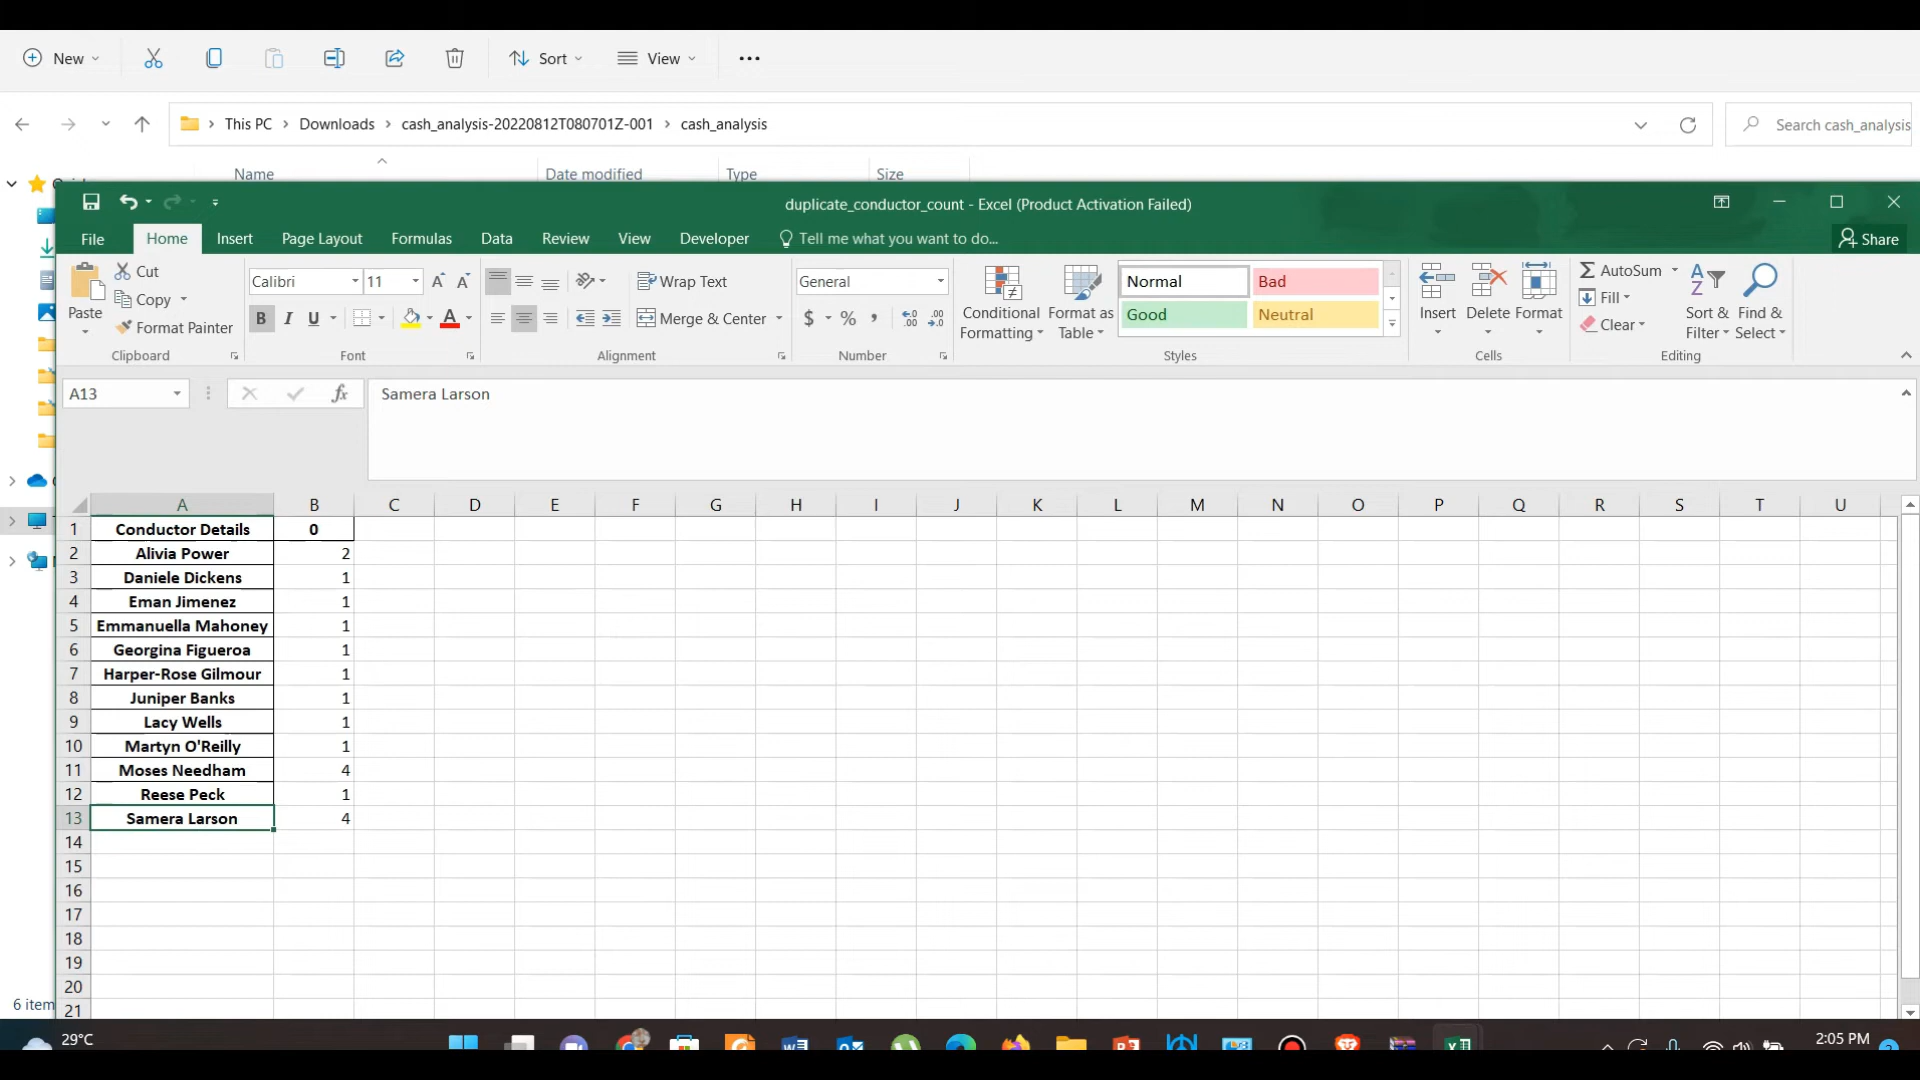 New Sort View
This PC Downloads cash_analysis-20220812T080701Z-001 cash_analysis Search cash_analysis
Name Date modified Type Size
duplicate_conductor_count - Excel (Product Activation Failed)
File Home Insert Page Layout Formulas Data Review View Developer Tell me what you want to do... Share
Cut
Copy
Format Painter
Paste
Clipboard
Calibri 11
B I U A
Font
Wrap Text
Merge & Center
Alignment
General
$ %
Number
Conditional Formatting
Format as Table
Normal Bad
Good Neutral
Styles
Insert Delete Format
Cells
AutoSum
Fill
Clear
Sort & Filter
Find & Select
Editing
A13 fx Samera Larson
A B C D E F G H I J K L M N O P Q R S T U
1 Conductor Details 0
2 Alivia Power 2
3 Daniele Dickens 1
4 Eman Jimenez 1
5 Emmanuella Mahoney 1
6 Georgina Figueroa 1
7 Harper-Rose Gilmour 1
8 Juniper Banks 1
9 Lacy Wells 1
10 Martyn O'Reilly 1
11 Moses Needham 4
12 Reese Peck 1
13 Samera Larson 4
14
15
16
17
18
19
20
21
6 item
29°C
2:05 PM